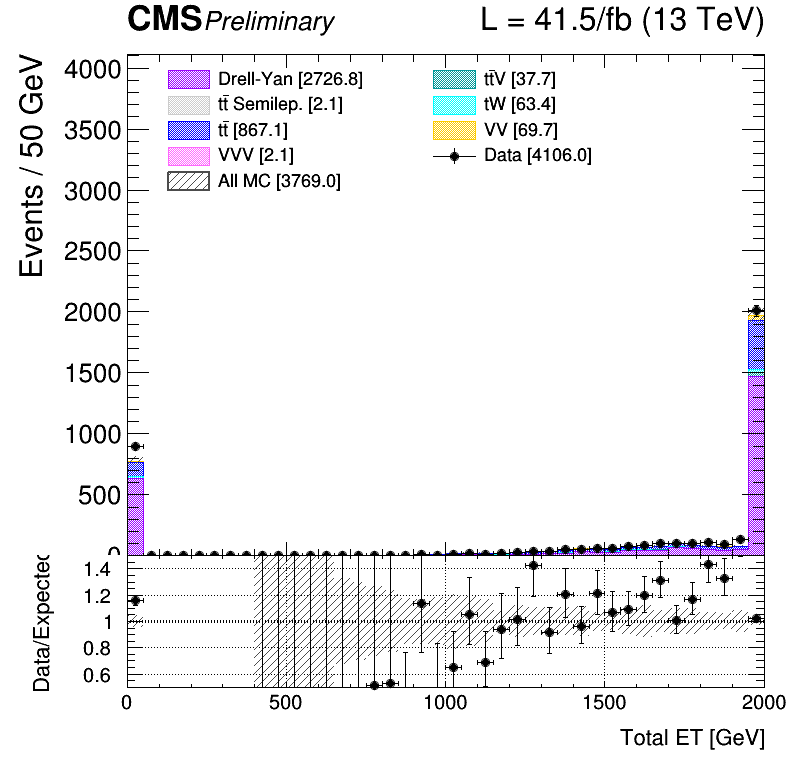 CMS Preliminary L = 41.5/fb (13 TeV)
Events / 50 GeV
4000
3500
3000
2500
2000
1500
1000
500
0
Drell-Yan [2726.8]
tt̄ Semilep. [2.1]
tt̄ [867.1]
VVV [2.1]
All MC [3769.0]
tt̄V [37.7]
tW [63.4]
VV [69.7]
Data [4106.0]
Data/Expected
1.4
1.2
1
0.8
0.6
0 500 1000 1500 2000
Total ET [GeV]